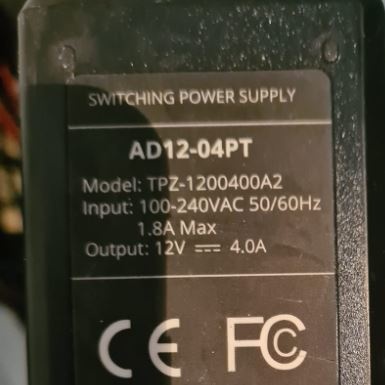 SWITCHING POWER SUPPLY
AD12-04PT
Model: TPZ-1200400A2
Input: 100-240VAC 50/60Hz
1.8A Max
Output: 12V ⎓ 4.0A
CE FC